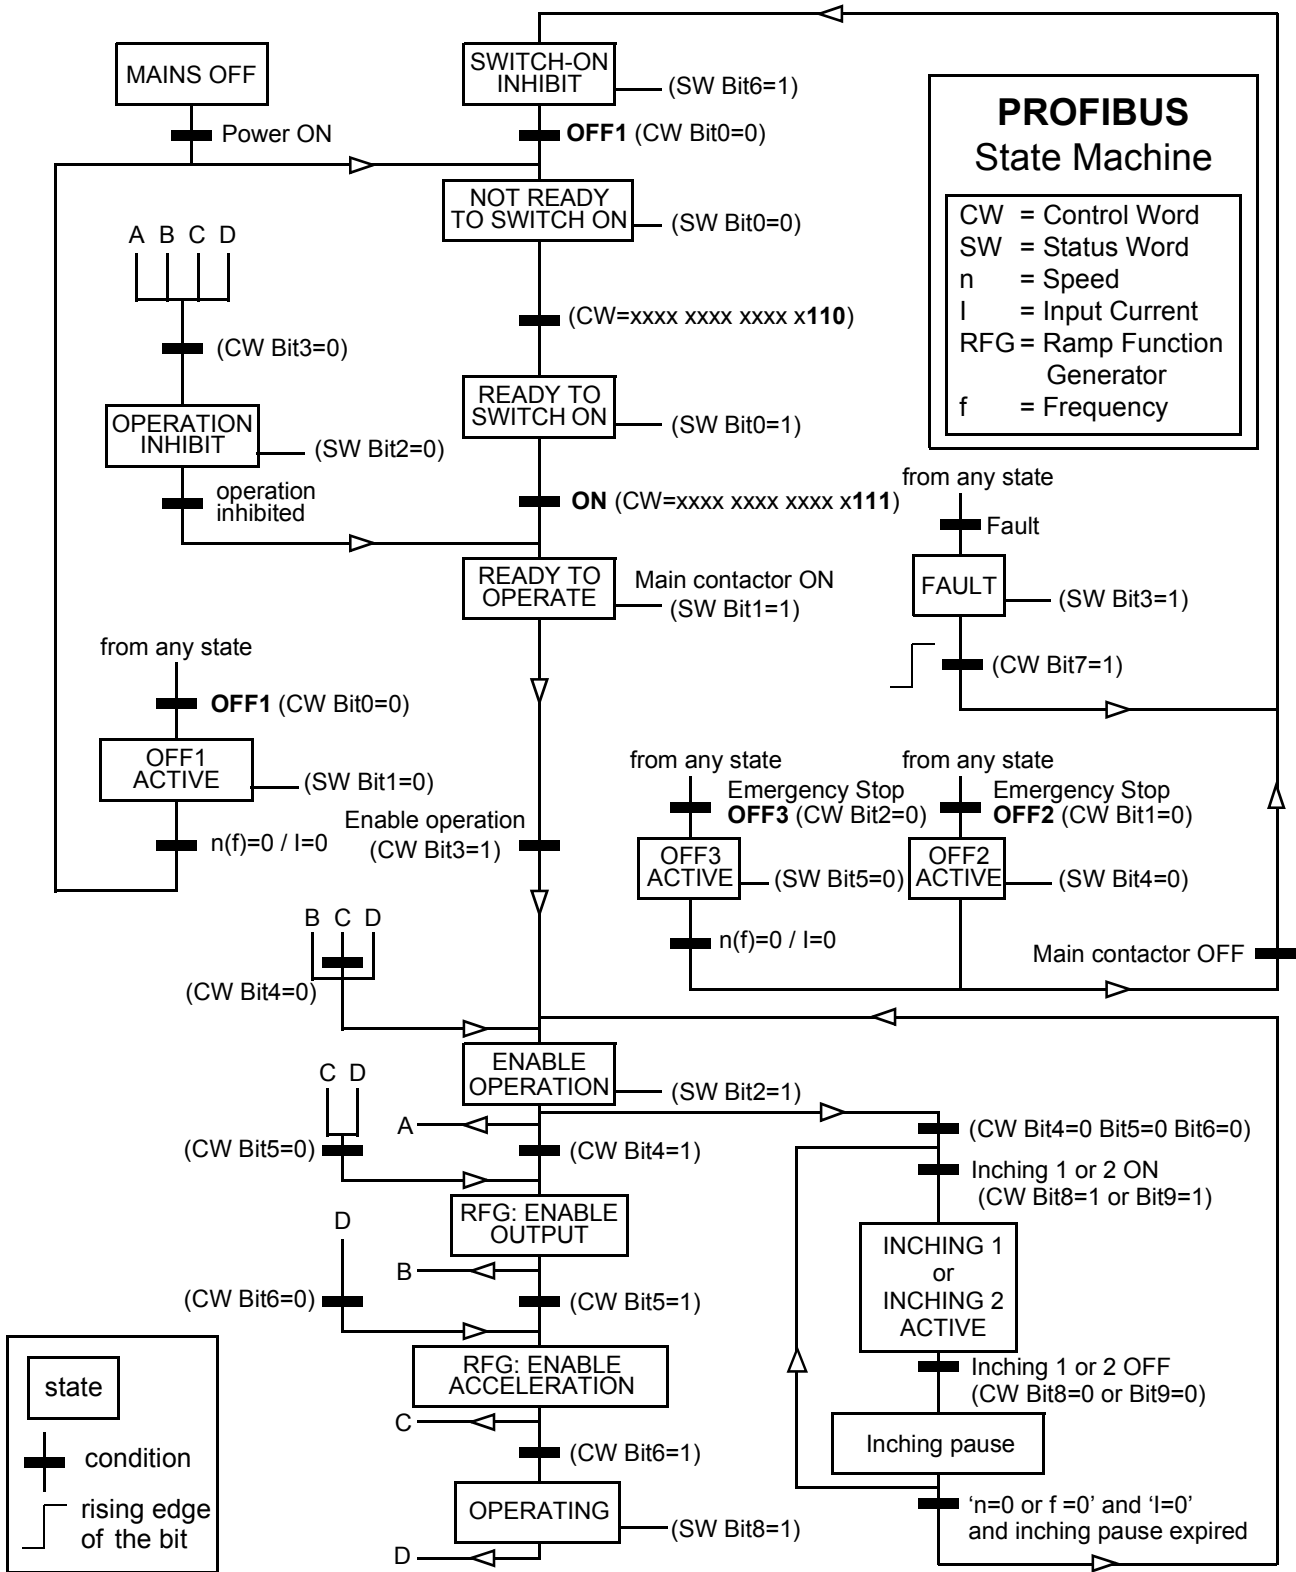 MAINS OFF
Power ON
SWITCH-ON
INHIBIT
(SW Bit6=1)
OFF1 (CW Bit0=0)
NOT READY
TO SWITCH ON
(SW Bit0=0)
PROFIBUS
State Machine
CW = Control Word
SW = Status Word
n = Speed
I = Input Current
RFG = Ramp Function
Generator
f = Frequency
A B C D
(CW Bit3=0)
OPERATION
INHIBIT
(SW Bit2=0)
operation
inhibited
(CW=xxxx xxxx xxxx x110)
READY TO
SWITCH ON
(SW Bit0=1)
ON (CW=xxxx xxxx xxxx x111)
READY TO
OPERATE
Main contactor ON
(SW Bit1=1)
from any state
Fault
FAULT
(SW Bit3=1)
(CW Bit7=1)
from any state
OFF1 (CW Bit0=0)
OFF1
ACTIVE
(SW Bit1=0)
n(f)=0 / I=0
Enable operation
(CW Bit3=1)
from any state
Emergency Stop
OFF3 (CW Bit2=0)
OFF3
ACTIVE
(SW Bit5=0)
n(f)=0 / I=0
from any state
Emergency Stop
OFF2 (CW Bit1=0)
OFF2
ACTIVE
(SW Bit4=0)
Main contactor OFF
B C D
(CW Bit4=0)
ENABLE
OPERATION
(SW Bit2=1)
C D
A
(CW Bit5=0)
(CW Bit4=1)
RFG: ENABLE
OUTPUT
D
B
(CW Bit6=0)
(CW Bit5=1)
RFG: ENABLE
ACCELERATION
C
(CW Bit6=1)
OPERATING
(SW Bit8=1)
D
(CW Bit4=0 Bit5=0 Bit6=0)
Inching 1 or 2 ON
(CW Bit8=1 or Bit9=1)
INCHING 1
or
INCHING 2
ACTIVE
Inching 1 or 2 OFF
(CW Bit8=0 or Bit9=0)
Inching pause
‘n=0 or f =0’ and ‘I=0’
and inching pause expired
state
condition
rising edge
of the bit